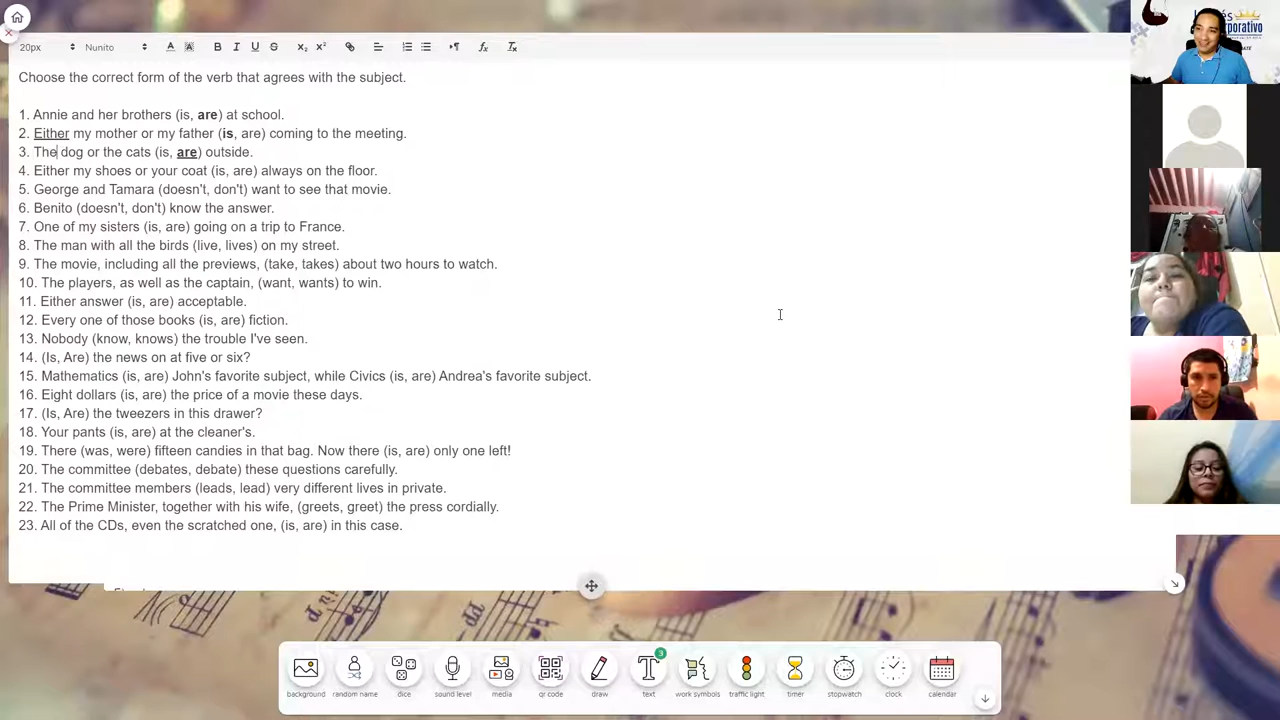 20px
Nunito
Choose the correct form of the verb that agrees with the subject.
1. Annie and her brothers (is, are) at school.
2. Either my mother or my father (is, are) coming to the meeting.
3. The dog or the cats (is, are) outside.
4. Either my shoes or your coat (is, are) always on the floor.
5. George and Tamara (doesn't, don't) want to see that movie.
6. Benito (doesn't, don't) know the answer.
7. One of my sisters (is, are) going on a trip to France.
8. The man with all the birds (live, lives) on my street.
9. The movie, including all the previews, (take, takes) about two hours to watch.
10. The players, as well as the captain, (want, wants) to win.
11. Either answer (is, are) acceptable.
12. Every one of those books (is, are) fiction.
13. Nobody (know, knows) the trouble I've seen.
14. (Is, Are) the news on at five or six?
15. Mathematics (is, are) John's favorite subject, while Civics (is, are) Andrea's favorite subject.
16. Eight dollars (is, are) the price of a movie these days.
17. (Is, Are) the tweezers in this drawer?
18. Your pants (is, are) at the cleaner's.
19. There (was, were) fifteen candies in that bag. Now there (is, are) only one left!
20. The committee (debates, debate) these questions carefully.
21. The committee members (leads, lead) very different lives in private.
22. The Prime Minister, together with his wife, (greets, greet) the press cordially.
23. All of the CDs, even the scratched one, (is, are) in this case.
3
background random name dice sound level media qr code draw text work symbols traffic light timer stopwatch clock calendar